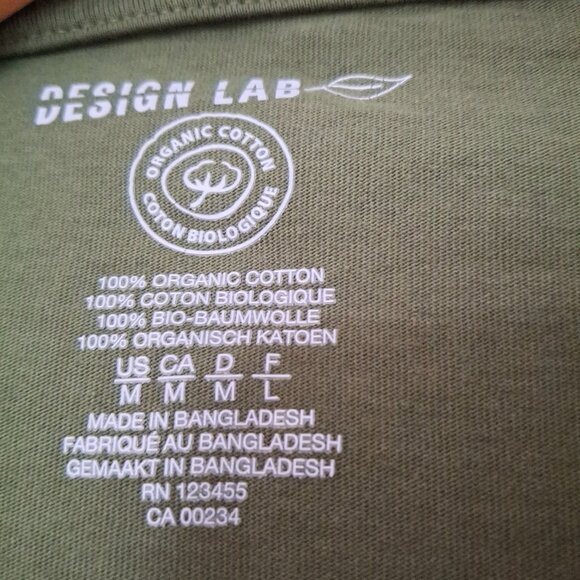 DESIGN LAB
ORGANIC COTTON
COTON BIOLOGIQUE
100% ORGANIC COTTON
100% COTON BIOLOGIQUE
100% BIO-BAUMWOLLE
100% ORGANISCH KATOEN
US CA D F
M M M L
MADE IN BANGLADESH
FABRIQUÉ AU BANGLADESH
GEMAAKT IN BANGLADESH
RN 123455
CA 00234